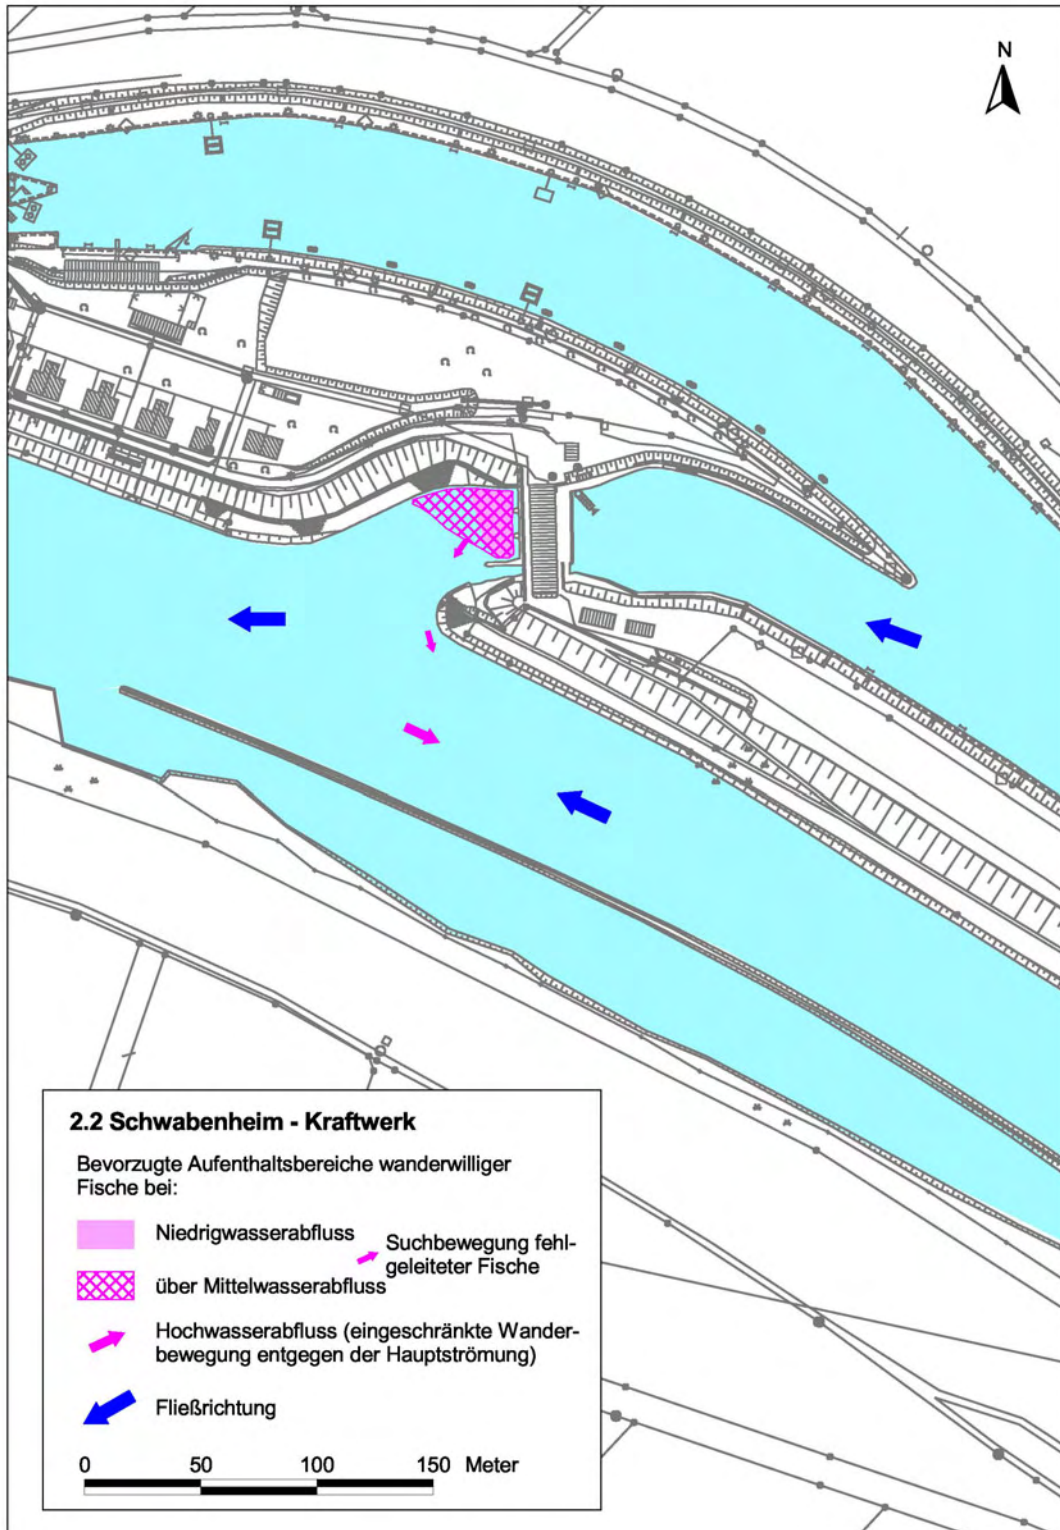 N
2.2 Schwabenheim - Kraftwerk
Bevorzugte Aufenthaltsbereiche wanderwilliger
Fische bei:
Niedrigwasserabfluss
Suchbewegung fehl-
geleiteter Fische
über Mittelwasserabfluss
Hochwasserabfluss (eingeschränkte Wander-
bewegung entgegen der Hauptströmung)
Fließrichtung
0 50 100 150 Meter